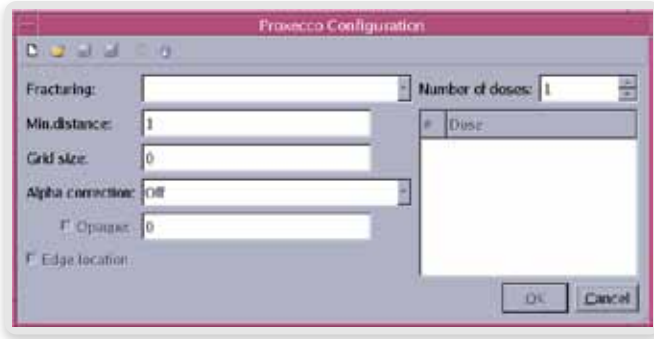 Proxecco Configuration
Fracturing:
Number of doses: 1
Min.distance: 1
# Dose
Grid size: 0
Alpha correction: Off
Opaque: 0
Edge location
OK Cancel